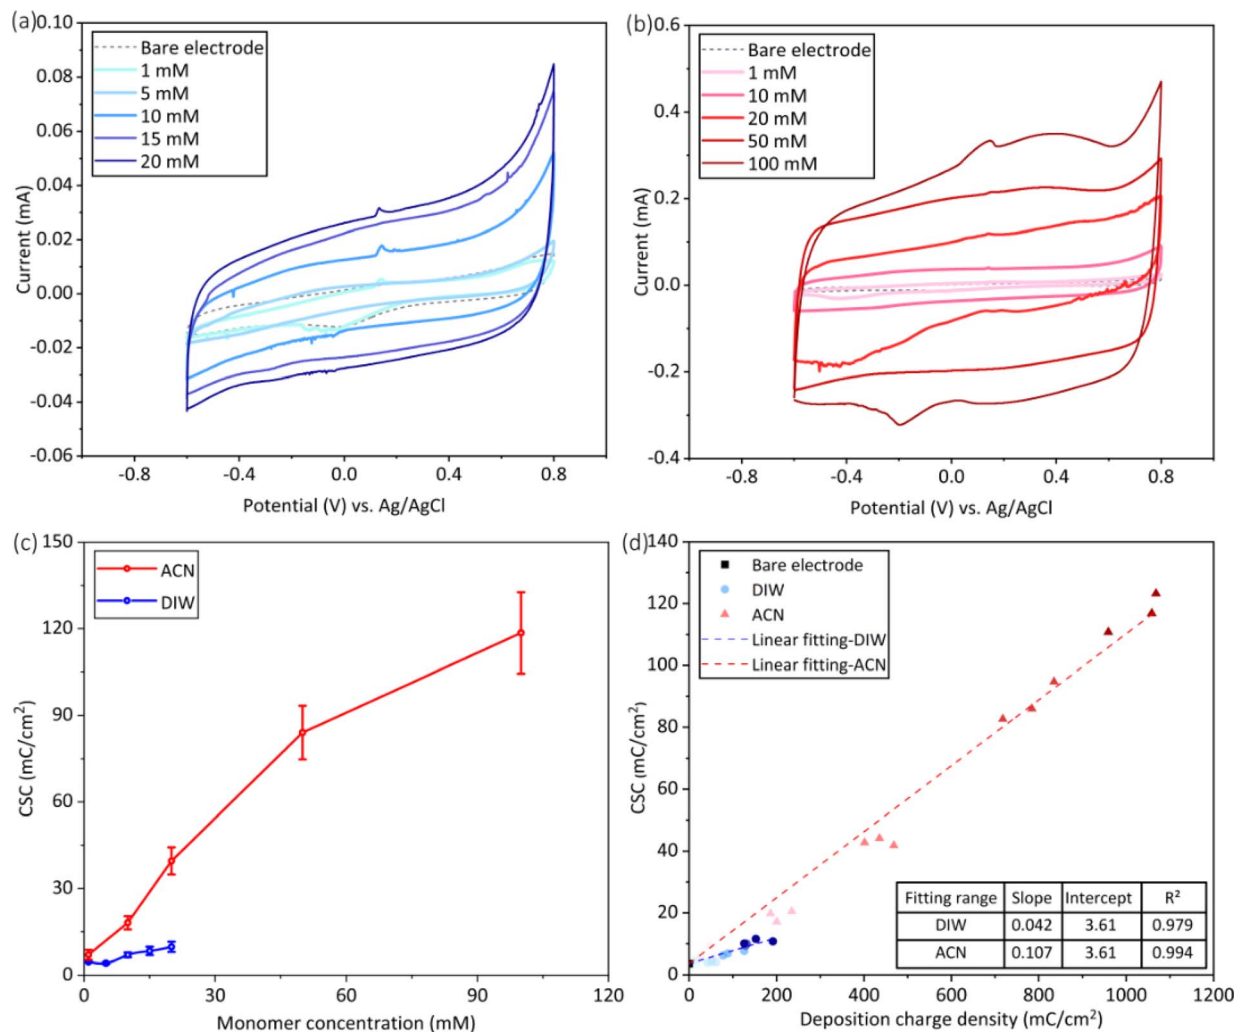 (a)
0.10
0.08
0.06
0.04
0.02
0.00
-0.02
-0.04
-0.06
Current (mA)
Bare electrode
1 mM
5 mM
10 mM
15 mM
20 mM
-0.8
-0.4
0.0
0.4
0.8
Potential (V) vs. Ag/AgCl
(b)
0.6
0.4
0.2
0.0
-0.2
-0.4
Current (mA)
Bare electrode
1 mM
10 mM
20 mM
50 mM
100 mM
-0.8
-0.4
0.0
0.4
0.8
Potential (V) vs. Ag/AgCl
(c)
150
120
90
60
30
0
CSC (mC/cm²)
ACN
DIW
0
30
60
90
120
Monomer concentration (mM)
(d)
140
120
100
80
60
40
20
0
CSC (mC/cm²)
Bare electrode
DIW
ACN
Linear fitting-DIW
Linear fitting-ACN
Fitting range Slope Intercept R²
DIW 0.042 3.61 0.979
ACN 0.107 3.61 0.994
0
200
400
600
800
1000
1200
Deposition charge density (mC/cm²)